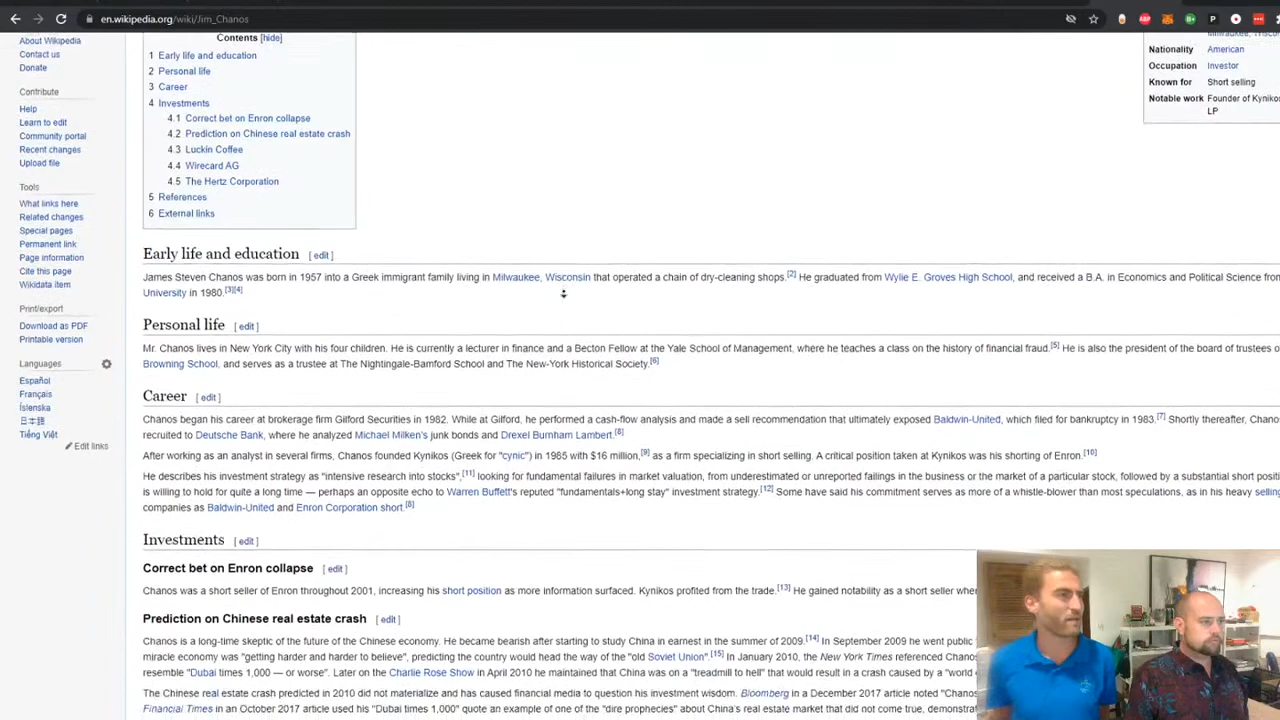 en.wikipedia.org/wiki/Jim_Chanos
About Wikipedia
Contact us
Donate
Contribute
Help
Learn to edit
Community portal
Recent changes
Upload file
Tools
What links here
Related changes
Special pages
Permanent link
Page information
Cite this page
Wikidata item
Print/export
Download as PDF
Printable version
Languages
Español
Français
Íslenska
日本語
Tiếng Việt
Edit links
Contents [hide]
1 Early life and education
2 Personal life
3 Career
4 Investments
4.1 Correct bet on Enron collapse
4.2 Prediction on Chinese real estate crash
4.3 Luckin Coffee
4.4 Wirecard AG
4.5 The Hertz Corporation
5 References
6 External links
Nationality American
Occupation Investor
Known for Short selling
Notable work Founder of Kynikos
LP
Early life and education [ edit ]
James Steven Chanos was born in 1957 into a Greek immigrant family living in Milwaukee, Wisconsin that operated a chain of dry-cleaning shops.[2] He graduated from Wylie E. Groves High School, and received a B.A. in Economics and Political Science from
University in 1980.[3][4]
Personal life [ edit ]
Mr. Chanos lives in New York City with his four children. He is currently a lecturer in finance and a Becton Fellow at the Yale School of Management, where he teaches a class on the history of financial fraud.[5] He is also the president of the board of trustees o
Browning School, and serves as a trustee at The Nightingale-Bamford School and The New-York Historical Society.[6]
Career [ edit ]
Chanos began his career at brokerage firm Gilford Securities in 1982. While at Gilford, he performed a cash-flow analysis and made a sell recommendation that ultimately exposed Baldwin-United, which filed for bankruptcy in 1983.[7] Shortly thereafter, Chano
recruited to Deutsche Bank, where he analyzed Michael Milken's junk bonds and Drexel Burnham Lambert.[8]
After working as an analyst in several firms, Chanos founded Kynikos (Greek for "cynic") in 1985 with $16 million,[9] as a firm specializing in short selling. A critical position taken at Kynikos was his shorting of Enron.[10]
He describes his investment strategy as "intensive research into stocks",[11] looking for fundamental failures in market valuation, from underestimated or unreported failings in the business or the market of a particular stock, followed by a substantial short posi
is willing to hold for quite a long time — perhaps an opposite echo to Warren Buffett's reputed "fundamentals+long stay" investment strategy.[12] Some have said his commitment serves as more of a whistle-blower than most speculations, as in his heavy selling
companies as Baldwin-United and Enron Corporation short.[8]
Investments [ edit ]
Correct bet on Enron collapse [ edit ]
Chanos was a short seller of Enron throughout 2001, increasing his short position as more information surfaced. Kynikos profited from the trade.[13] He gained notability as a short seller whe
Prediction on Chinese real estate crash [ edit ]
Chanos is a long-time skeptic of the future of the Chinese economy. He became bearish after starting to study China in earnest in the summer of 2009.[14] In September 2009 he went public
miracle economy was "getting harder and harder to believe", predicting the country would head the way of the "old Soviet Union".[15] In January 2010, the New York Times referenced Chanos
resemble "Dubai times 1,000 — or worse". Later on the Charlie Rose Show in April 2010 he maintained that China was on a "treadmill to hell" that would result in a crash caused by a "world
The Chinese real estate crash predicted in 2010 did not materialize and has caused financial media to question his investment wisdom. Bloomberg in a December 2017 article noted "Chanos
Financial Times in an October 2017 article used his "Dubai times 1,000" quote an example of one of the "dire prophecies" about China's real estate market that did not come true, demonstrat